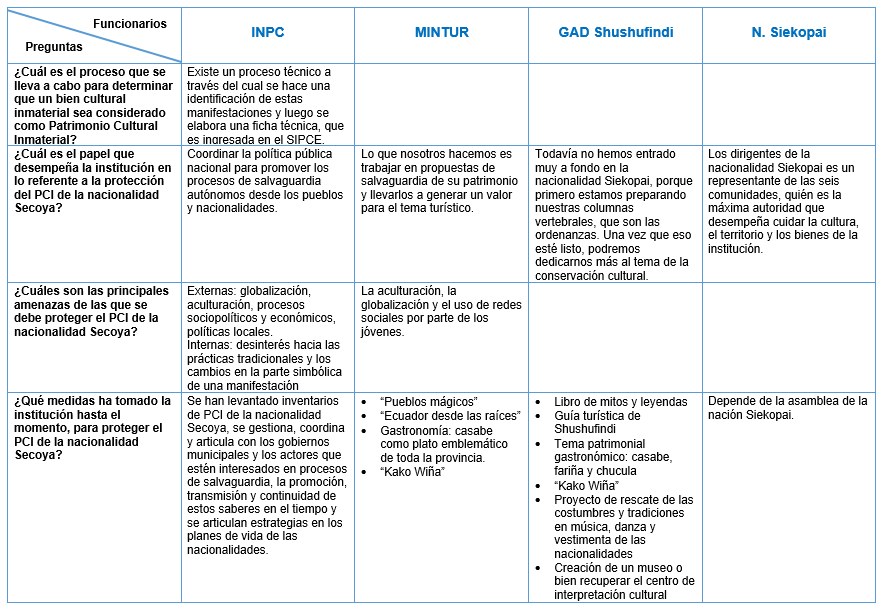 Funcionarios
Preguntas
INPC
MINTUR
GAD Shushufindi
N. Siekopai
¿Cuál es el proceso que se
lleva a cabo para determinar
que un bien cultural
inmaterial sea considerado
como Patrimonio Cultural
Inmaterial?
Existe un proceso técnico a
través del cual se hace una
identificación de estas
manifestaciones y luego se
elabora una ficha técnica, que
es ingresada en el SIPCE.
¿Cuál es el papel que
desempeña la institución en
lo referente a la protección
del PCI de la nacionalidad
Secoya?
Coordinar la política pública
nacional para promover los
procesos de salvaguardia
autónomos desde los pueblos
y nacionalidades.
Lo que nosotros hacemos es
trabajar en propuestas de
salvaguardia de su patrimonio
y llevarlos a generar un valor
para el tema turístico.
Todavía no hemos entrado
muy a fondo en la
nacionalidad Siekopai, porque
primero estamos preparando
nuestras columnas
vertebrales, que son las
ordenanzas. Una vez que eso
esté listo, podremos
dedicarnos más al tema de la
conservación cultural.
Los dirigentes de la
nacionalidad Siekopai es un
representante de las seis
comunidades, quién es la
máxima autoridad que
desempeña cuidar la cultura,
el territorio y los bienes de la
institución.
¿Cuáles son las principales
amenazas de las que se
debe proteger el PCI de la
nacionalidad Secoya?
Externas: globalización,
aculturación, procesos
sociopolíticos y económicos,
políticas locales.
Internas: desinterés hacia las
prácticas tradicionales y los
cambios en la parte simbólica
de una manifestación
La aculturación, la
globalización y el uso de redes
sociales por parte de los
jóvenes.
¿Qué medidas ha tomado la
institución hasta el
momento, para proteger el
PCI de la nacionalidad
Secoya?
Se han levantado inventarios
de PCI de la nacionalidad
Secoya, se gestiona, coordina
y articula con los gobiernos
municipales y los actores que
estén interesados en procesos
de salvaguardia, la promoción,
transmisión y continuidad de
estos saberes en el tiempo y
se articulan estrategias en los
planes de vida de las
nacionalidades.
• “Pueblos mágicos”
• “Ecuador desde las raíces”
• Gastronomía: casabe
como plato emblemático
de toda la provincia.
• “Kako Wiña”
• Libro de mitos y leyendas
• Guía turística de
Shushufindi
• Tema patrimonial
gastronómico: casabe,
fariña y chucula
• “Kako Wiña”
• Proyecto de rescate de las
costumbres y tradiciones
en música, danza y
vestimenta de las
nacionalidades
• Creación de un museo o
bien recuperar el centro de
interpretación cultural
Depende de la asamblea de la
nación Siekopai.